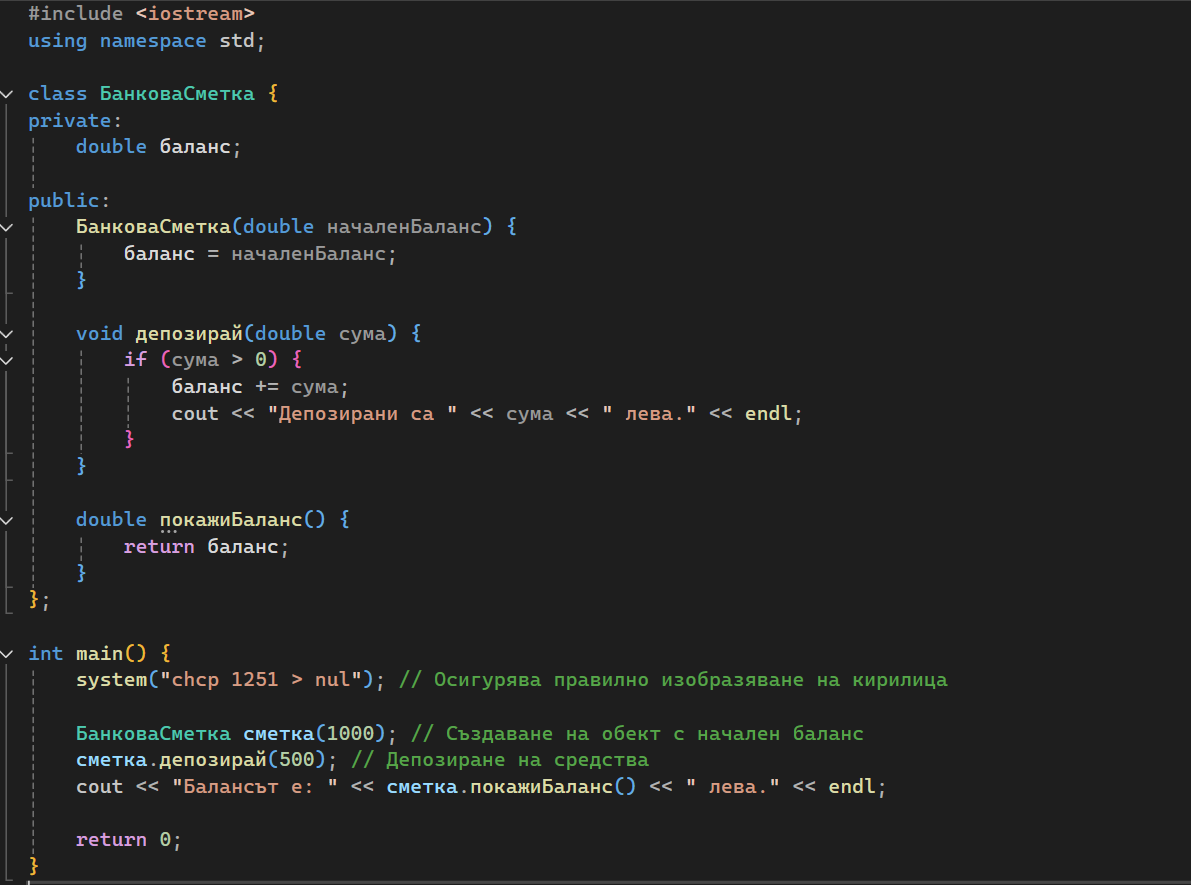 #include <iostream>
using namespace std;
class БанковаСметка {
private:
double баланс;
public:
БанковаСметка(double началенБаланс) {
баланс = началенБаланс;
}
void депозирай(double сума) {
if (сума > 0) {
баланс += сума;
cout << "Депозирани са " << сума << " лева." << endl;
}
}
double покажиБаланс() {
return баланс;
}
};
int main() {
system("chcp 1251 > nul"); // Осигурява правилно изобразяване на кирилица
БанковаСметка сметка(1000); // Създаване на обект с начален баланс
сметка.депозирай(500); // Депозиране на средства
cout << "Балансът е: " << сметка.покажиБаланс() << " лева." << endl;
return 0;
}